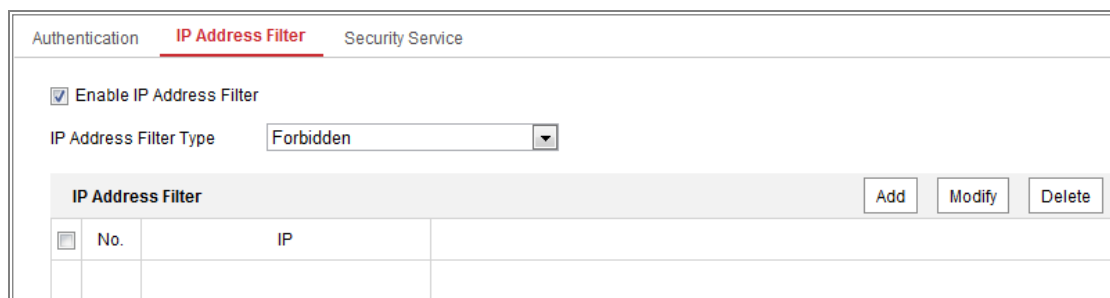 Authentication IP Address Filter Security Service
Enable IP Address Filter
IP Address Filter Type Forbidden
IP Address Filter Add Modify Delete
No. IP